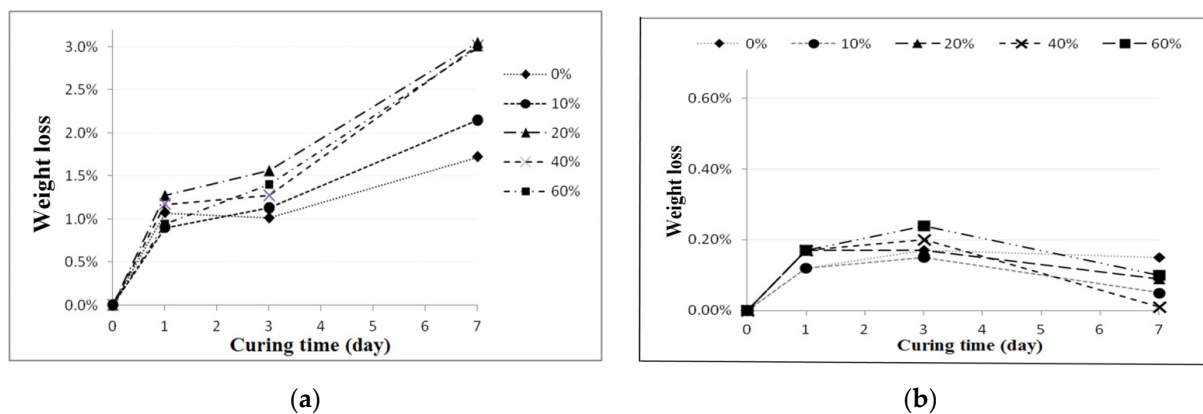 3.0%
2.5%
2.0%
1.5%
1.0%
0.5%
0.0%
Weight loss
0 1 2 3 4 5 6 7
Curing time (day)
0%
10%
20%
40%
60%
(a)
0% 10% 20% 40% 60%
0.60%
0.40%
0.20%
0.00%
Weight loss
0 1 2 3 4 5 6 7
Curing time (day)
(b)